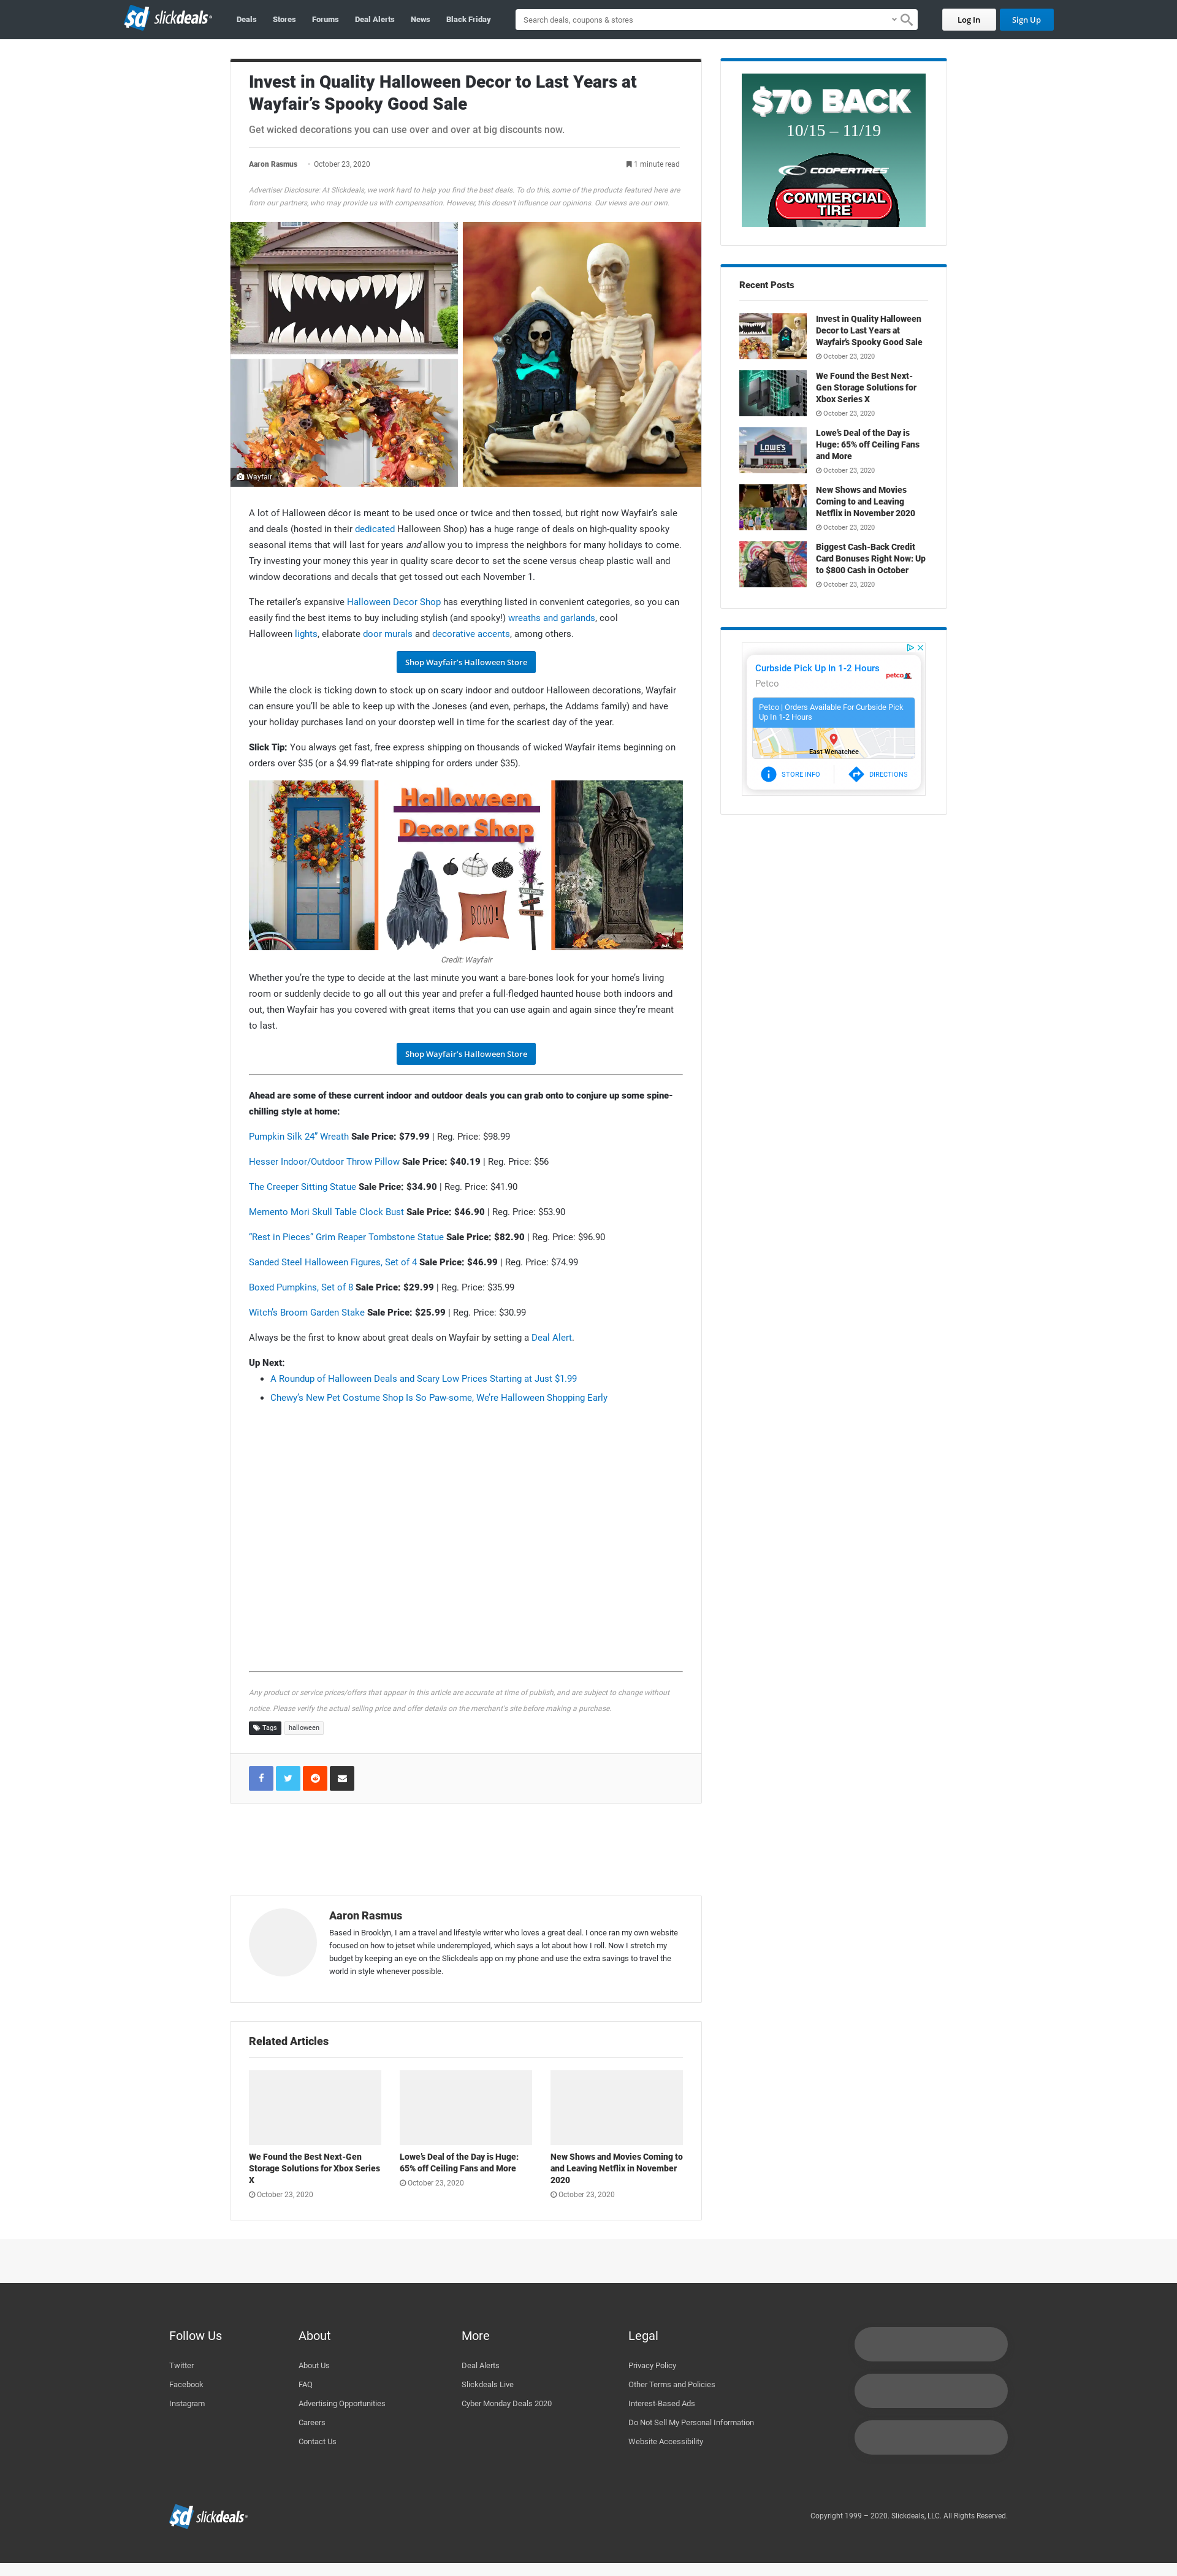 sd slickdeals
Deals
Stores
Forums
Deal Alerts
News
Black Friday
Search deals, coupons & stores
Log In
Sign Up
Invest in Quality Halloween Decor to Last Years at
Wayfair’s Spooky Good Sale
Get wicked decorations you can use over and over at big discounts now.
Aaron Rasmus · October 23, 2020
1 minute read
Advertiser Disclosure: At Slickdeals, we work hard to help you find the best deals. To do this, some of the products featured here are
from our partners, who may provide us with compensation. However, this doesn’t influence our opinions. Our views are our own.
RIP
Wayfair
A lot of Halloween décor is meant to be used once or twice and then tossed, but right now Wayfair’s sale
and deals (hosted in their dedicated Halloween Shop) has a huge range of deals on high-quality spooky
seasonal items that will last for years and allow you to impress the neighbors for many holidays to come.
Try investing your money this year in quality scare decor to set the scene versus cheap plastic wall and
window decorations and decals that get tossed out each November 1.
The retailer’s expansive Halloween Decor Shop has everything listed in convenient categories, so you can
easily find the best items to buy including stylish (and spooky!) wreaths and garlands, cool
Halloween lights, elaborate door murals and decorative accents, among others.
Shop Wayfair’s Halloween Store
While the clock is ticking down to stock up on scary indoor and outdoor Halloween decorations, Wayfair
can ensure you’ll be able to keep up with the Joneses (and even, perhaps, the Addams family) and have
your holiday purchases land on your doorstep well in time for the scariest day of the year.
Slick Tip: You always get fast, free express shipping on thousands of wicked Wayfair items beginning on
orders over $35 (or a $4.99 flat-rate shipping for orders under $35).
Halloween
Decor Shop
BOOO!
WELCOME
RIP
REST
IN
PIECES
Credit: Wayfair
Whether you’re the type to decide at the last minute you want a bare-bones look for your home’s living
room or suddenly decide to go all out this year and prefer a full-fledged haunted house both indoors and
out, then Wayfair has you covered with great items that you can use again and again since they’re meant
to last.
Shop Wayfair’s Halloween Store
Ahead are some of these current indoor and outdoor deals you can grab onto to conjure up some spine-
chilling style at home:
Pumpkin Silk 24” Wreath Sale Price: $79.99 | Reg. Price: $98.99
Hesser Indoor/Outdoor Throw Pillow Sale Price: $40.19 | Reg. Price: $56
The Creeper Sitting Statue Sale Price: $34.90 | Reg. Price: $41.90
Memento Mori Skull Table Clock Bust Sale Price: $46.90 | Reg. Price: $53.90
“Rest in Pieces” Grim Reaper Tombstone Statue Sale Price: $82.90 | Reg. Price: $96.90
Sanded Steel Halloween Figures, Set of 4 Sale Price: $46.99 | Reg. Price: $74.99
Boxed Pumpkins, Set of 8 Sale Price: $29.99 | Reg. Price: $35.99
Witch’s Broom Garden Stake Sale Price: $25.99 | Reg. Price: $30.99
Always be the first to know about great deals on Wayfair by setting a Deal Alert.
Up Next:
A Roundup of Halloween Deals and Scary Low Prices Starting at Just $1.99
Chewy’s New Pet Costume Shop Is So Paw-some, We’re Halloween Shopping Early
Any product or service prices/offers that appear in this article are accurate at time of publish, and are subject to change without
notice. Please verify the actual selling price and offer details on the merchant’s site before making a purchase.
Tags
halloween
Aaron Rasmus
Based in Brooklyn, I am a travel and lifestyle writer who loves a great deal. I once ran my own website
focused on how to jetset while underemployed, which says a lot about how I roll. Now I stretch my
budget by keeping an eye on the Slickdeals app on my phone and use the extra savings to travel the
world in style whenever possible.
Related Articles
We Found the Best Next-Gen
Storage Solutions for Xbox Series
X
October 23, 2020
Lowe’s Deal of the Day is Huge:
65% off Ceiling Fans and More
October 23, 2020
New Shows and Movies Coming to
and Leaving Netflix in November
2020
October 23, 2020
$70 BACK
10/15 – 11/19
COOPERTIRES
COMMERCIAL
TIRE
Recent Posts
Invest in Quality Halloween
Decor to Last Years at
Wayfair’s Spooky Good Sale
October 23, 2020
We Found the Best Next-
Gen Storage Solutions for
Xbox Series X
October 23, 2020
LOWE'S
Lowe’s Deal of the Day is
Huge: 65% off Ceiling Fans
and More
October 23, 2020
New Shows and Movies
Coming to and Leaving
Netflix in November 2020
October 23, 2020
Biggest Cash-Back Credit
Card Bonuses Right Now: Up
to $800 Cash in October
October 23, 2020
Curbside Pick Up In 1-2 Hours
Petco
petco
Petco | Orders Available For Curbside Pick
Up In 1-2 Hours
East Wenatchee
STORE INFO
DIRECTIONS
Follow Us
Twitter
Facebook
Instagram
About
About Us
FAQ
Advertising Opportunities
Careers
Contact Us
More
Deal Alerts
Slickdeals Live
Cyber Monday Deals 2020
Legal
Privacy Policy
Other Terms and Policies
Interest-Based Ads
Do Not Sell My Personal Information
Website Accessibility
sd slickdeals
Copyright 1999 – 2020. Slickdeals, LLC. All Rights Reserved.